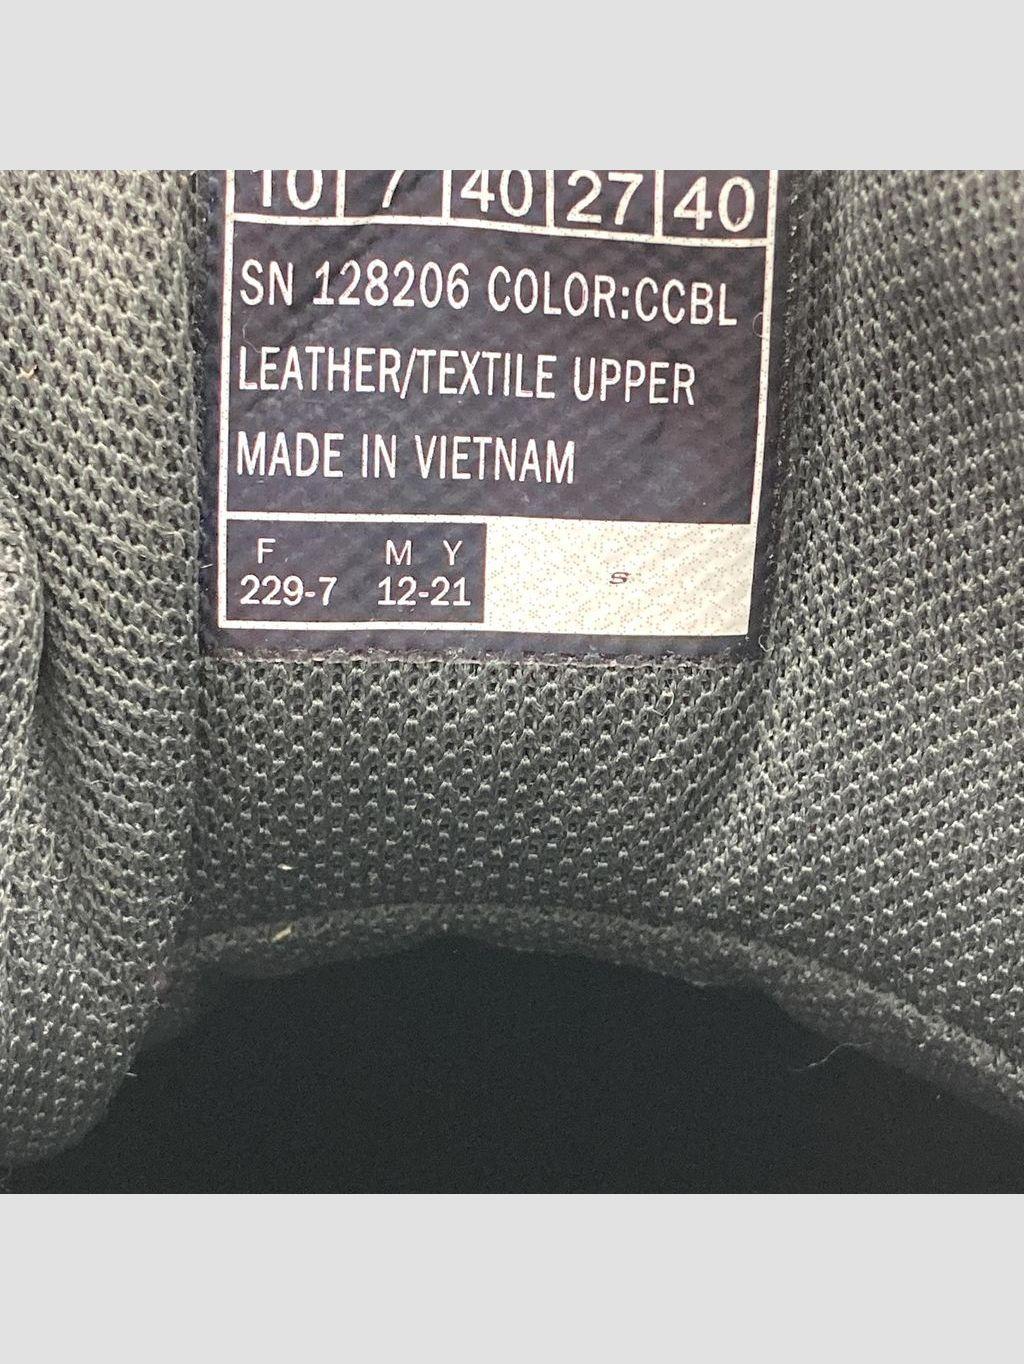 10 7 40 27 40
SN 128206 COLOR:CCBL
LEATHER/TEXTILE UPPER
MADE IN VIETNAM
F M Y
229-7 12-21
S